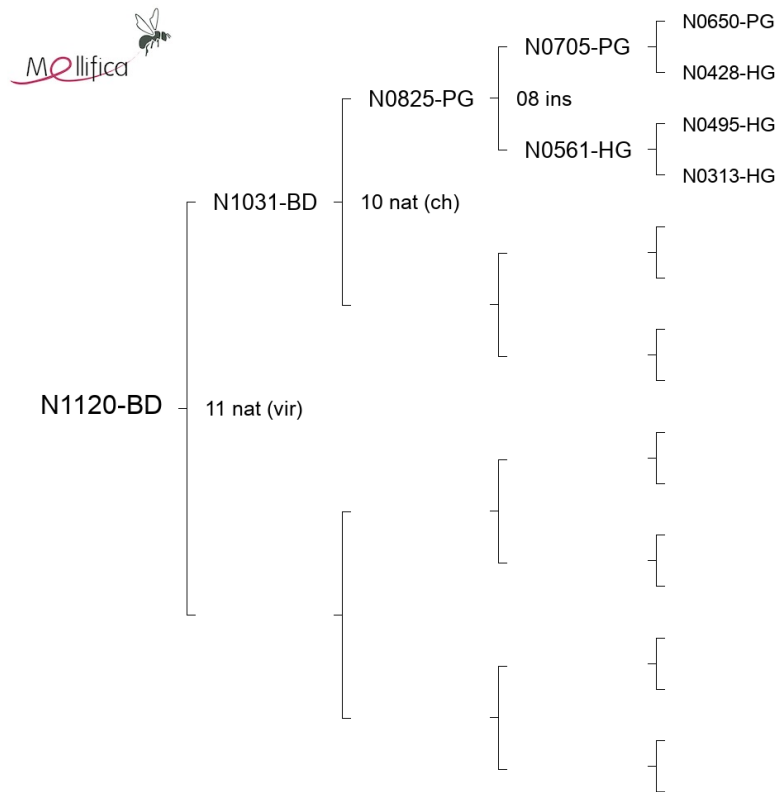 Mellifica
N0650-PG
N0705-PG
N0428-HG
N0825-PG
08 ins
N0495-HG
N0561-HG
N0313-HG
N1031-BD
10 nat (ch)
N1120-BD
11 nat (vir)